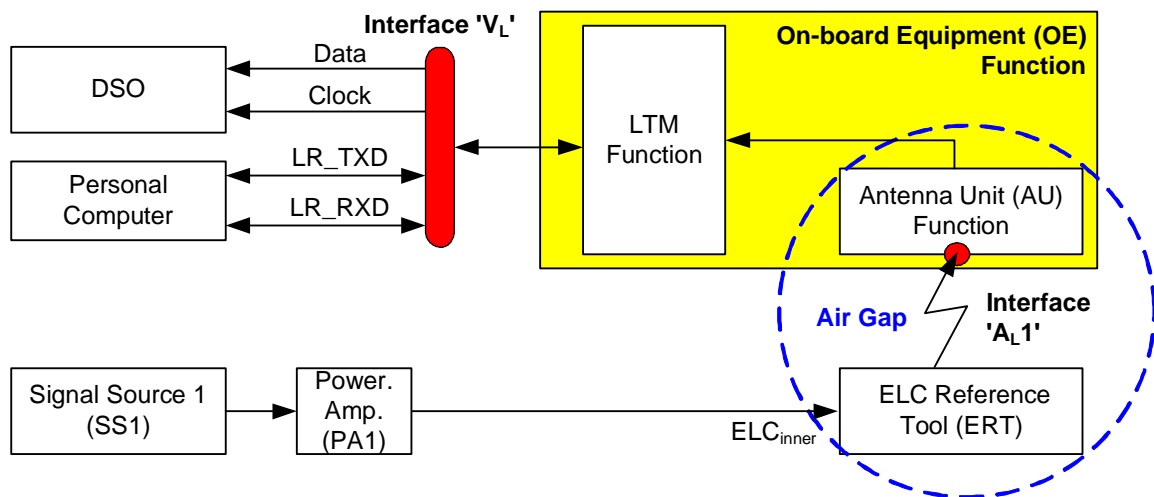 Interface 'VL'
On-board Equipment (OE)
Function
DSO
Data
Clock
LTM
Function
Personal
Computer
LR_TXD
LR_RXD
Antenna Unit (AU)
Function
Air Gap
Interface
'AL1'
Signal Source 1
(SS1)
Power.
Amp.
(PA1)
ELCinner
ELC Reference
Tool (ERT)